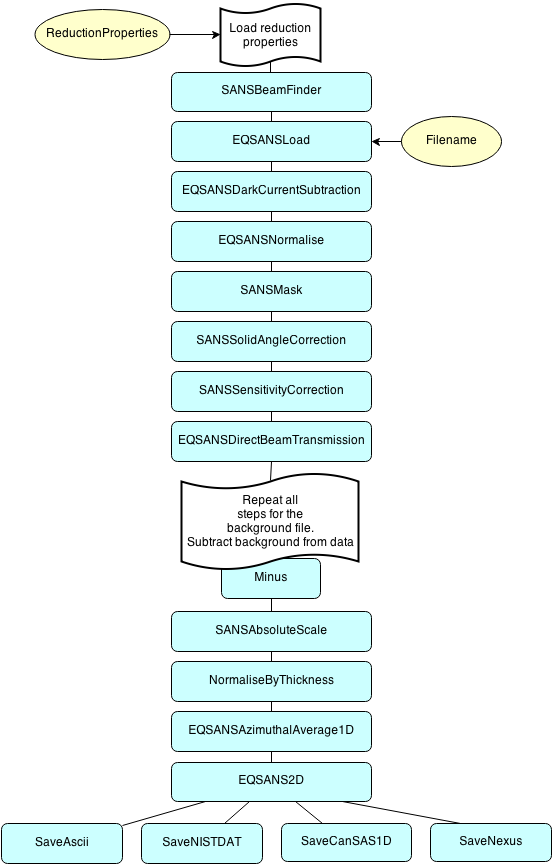 ReductionProperties
Load reduction
properties
SANSBeamFinder
EQSANSLoad
Filename
EQSANSDarkCurrentSubtraction
EQSANSNormalise
SANSMask
SANSSolidAngleCorrection
SANSSensitivityCorrection
EQSANSDirectBeamTransmission
Repeat all
steps for the
background file.
Subtract background from data
Minus
SANSAbsoluteScale
NormaliseByThickness
EQSANSAzimuthalAverage1D
EQSANS2D
SaveAscii
SaveNISTDAT
SaveCanSAS1D
SaveNexus